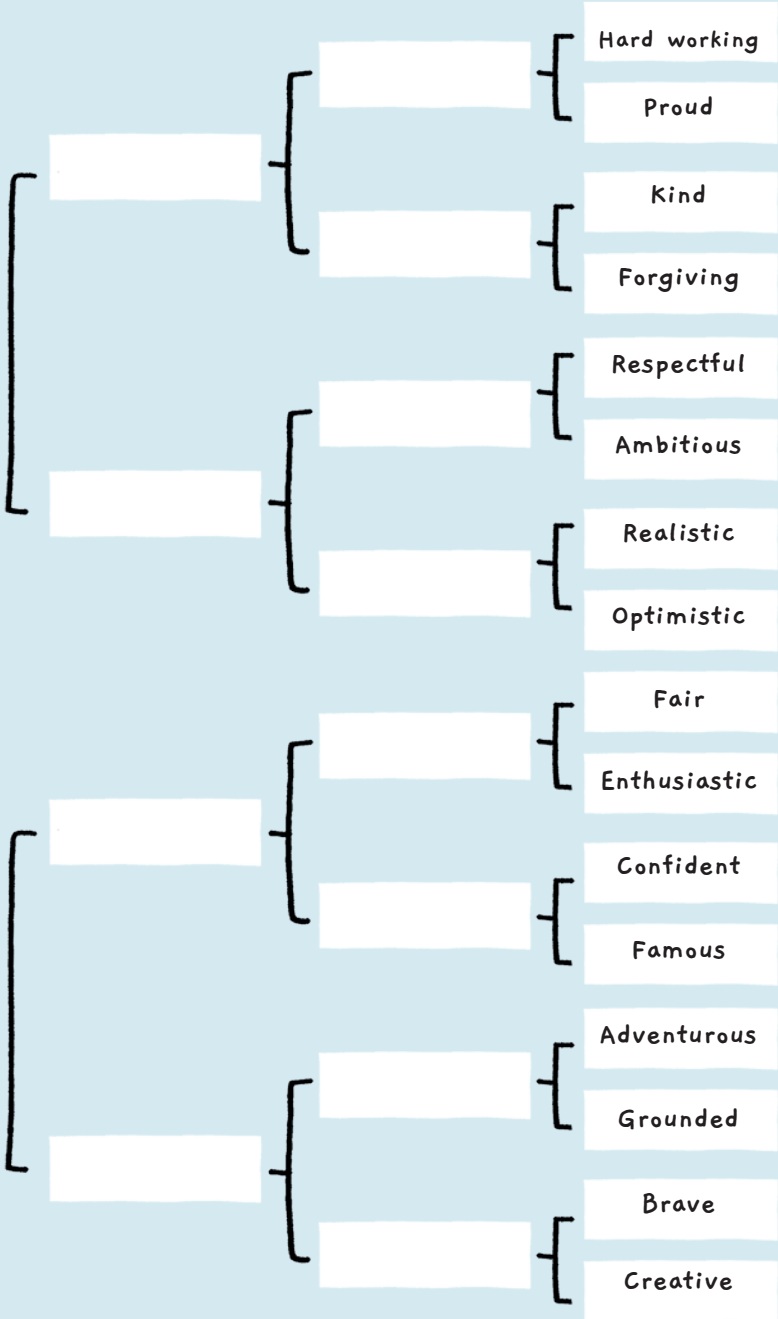 Hard working
Proud
Kind
Forgiving
Respectful
Ambitious
Realistic
Optimistic
Fair
Enthusiastic
Confident
Famous
Adventurous
Grounded
Brave
Creative